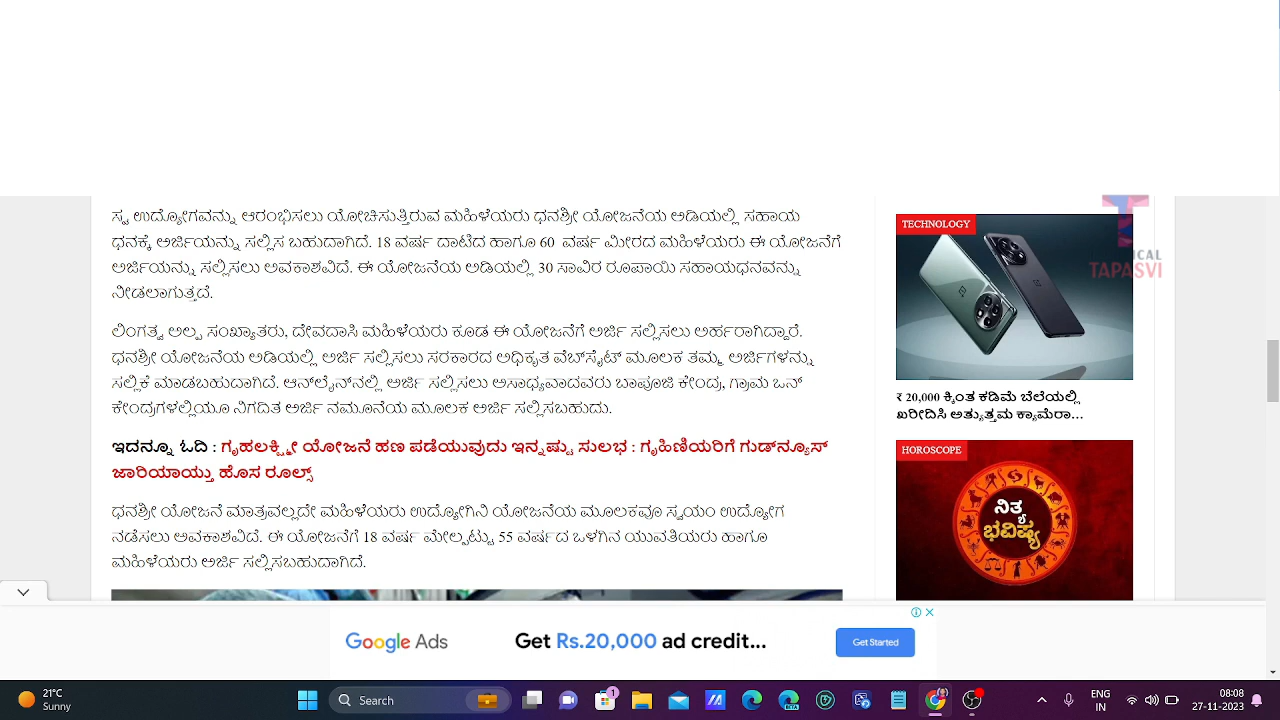 ಸ್ವ ಉದ್ಯೋಗವನ್ನು ಆರಂಭಿಸಲು ಯೋಚಿಸುತ್ತಿರುವ ಮಹಿಳೆಯರು ಧನಶ್ರೀ ಯೋಜನೆಯ ಅಡಿಯಲ್ಲಿ ಸಹಾಯ
ಧನಕ್ಕೆ ಅರ್ಜಿಯನ್ನು ಸಲ್ಲಿಸ ಬಹುದಾಗಿದೆ. 18 ವರ್ಷ ದಾಟಿದ ಹಾಗೂ 60 ವರ್ಷ ಮೀರದ ಮಹಿಳೆಯರು ಈ ಯೋಜನೆಗೆ
ಅರ್ಜಿಯನ್ನು ಸಲ್ಲಿಸಲು ಅವಕಾಶವಿದೆ. ಈ ಯೋಜನೆಯ ಅಡಿಯಲ್ಲಿ 30 ಸಾವಿರ ರೂಪಾಯಿ ಸಹಾಯಧನವನ್ನು
ನೀಡಲಾಗುತ್ತದೆ.
ಲಿಂಗತ್ವ ಅಲ್ಪ ಸಂಖ್ಯಾತರು, ದೇವದಾಸಿ ಮಹಿಳೆಯರು ಕೂಡ ಈ ಯೋಜನೆಗೆ ಅರ್ಜಿ ಸಲ್ಲಿಸಲು ಅರ್ಹರಾಗಿದ್ದಾರೆ.
ಧನಶ್ರೀ ಯೋಜನೆಯ ಅಡಿಯಲ್ಲಿ ಅರ್ಜಿ ಸಲ್ಲಿಸಲು ಸರಕಾರದ ಅಧಿಕೃತ ವೆಬ್‌ಸೈಟ್ ಮೂಲಕ ತಮ್ಮ ಅರ್ಜಿಗಳನ್ನು
ಸಲ್ಲಿಕೆ ಮಾಡಬಹುದಾಗಿದೆ. ಆನ್‌ಲೈನ್‌ನಲ್ಲಿ ಅರ್ಜಿ ಸಲ್ಲಿಸಲು ಅಸಾಧ್ಯವಾದವರು ಬಾಪೂಜಿ ಕೇಂದ್ರ, ಗ್ರಾಮ ಒನ್
ಕೇಂದ್ರಗಳಲ್ಲಿಯೂ ನಿಗದಿತ ಅರ್ಜಿ ನಮೂನೆಯ ಮೂಲಕ ಅರ್ಜಿ ಸಲ್ಲಿಸಬಹುದು.
ಇದನ್ನೂ ಓದಿ : ಗೃಹಲಕ್ಷ್ಮೀ ಯೋಜನೆ ಹಣ ಪಡೆಯುವುದು ಇನ್ನಷ್ಟು ಸುಲಭ : ಗೃಹಿಣಿಯರಿಗೆ ಗುಡ್‌ನ್ಯೂಸ್
ಜಾರಿಯಾಯ್ತು ಹೊಸ ರೂಲ್ಸ್
ಧನಶ್ರೀ ಯೋಜನೆ ಮಾತ್ರವಲ್ಲದೇ ಮಹಿಳೆಯರು ಉದ್ಯೋಗಿನಿ ಯೋಜನೆಯ ಮೂಲಕವೂ ಸ್ವಯಂ ಉದ್ಯೋಗ
ನಡೆಸಲು ಅವಕಾಶವಿದೆ. ಈ ಯೋಜನೆಗೆ 18 ವರ್ಷ ಮೇಲ್ಪಟ್ಟು 55 ವರ್ಷದ ಒಳಗಿನ ಯುವತಿಯರು ಹಾಗೂ
ಮಹಿಳೆಯರು ಅರ್ಜಿ ಸಲ್ಲಿಸಬಹುದಾಗಿದೆ.
TECHNOLOGY
ICAL
TAPASVI
₹ 20,000 ಕ್ಕಿಂತ ಕಡಿಮೆ ಬೆಲೆಯಲ್ಲಿ
ಖರೀದಿಸಿ ಅತ್ಯುತ್ತಮ ಕ್ಯಾಮೆರಾ...
HOROSCOPE
ನಿತ್ಯ
ಭವಿಷ್ಯ
Google Ads
Get Rs.20,000 ad credit...
Get Started
21°C
Sunny
Search
1
ENG
IN
08:08
27-11-2023